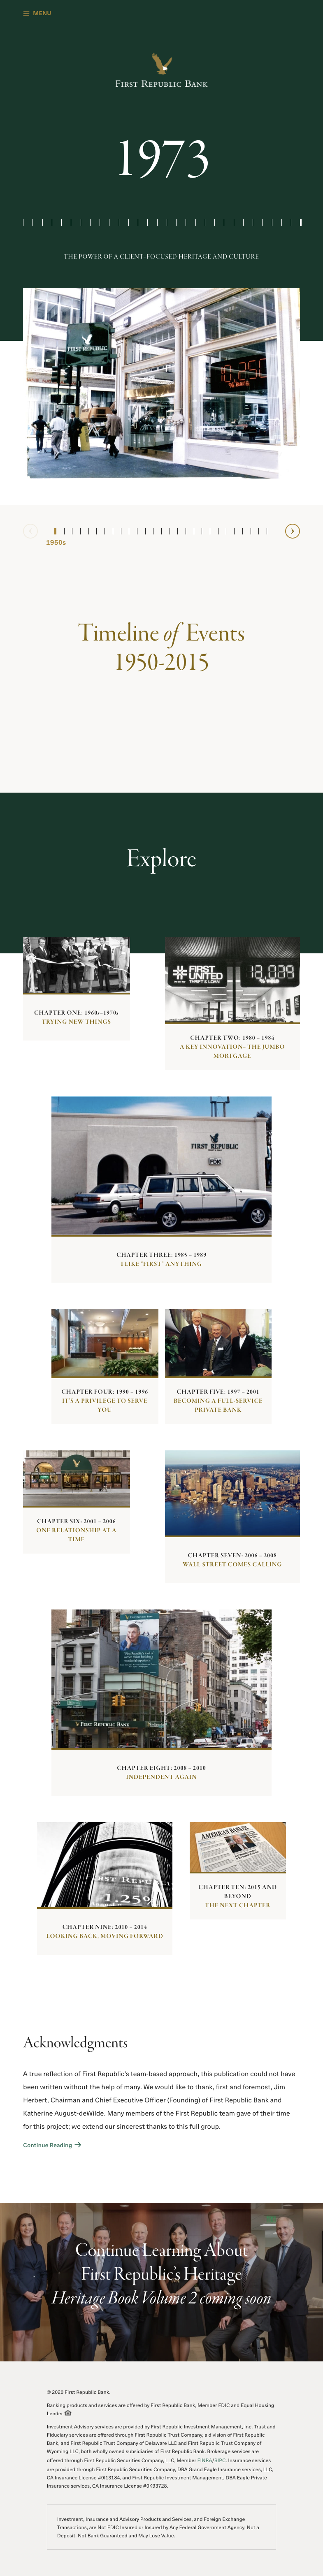 MENU
FIRST REPUBLIC BANK
1973
THE POWER OF A CLIENT-FOCUSED HERITAGE AND CULTURE
FIRST REPUBLIC
1950s
Timeline of Events
1950-2015
Explore
CHAPTER ONE: 1960s–1970s
TRYING NEW THINGS
FIRST
UNITED
THRIFT & LOAN
CHAPTER TWO: 1980 – 1984
A KEY INNOVATION– THE JUMBO
MORTGAGE
FIRST REPUBLIC
CHAPTER THREE: 1985 – 1989
I LIKE "FIRST" ANYTHING
CHAPTER FOUR: 1990 – 1996
IT'S A PRIVILEGE TO SERVE
YOU
CHAPTER FIVE: 1997 – 2001
BECOMING A FULL-SERVICE
PRIVATE BANK
CHAPTER SIX: 2001 – 2006
ONE RELATIONSHIP AT A
TIME
CHAPTER SEVEN: 2006 – 2008
WALL STREET COMES CALLING
FIRST REPUBLIC BANK
CHAPTER EIGHT: 2008 – 2010
INDEPENDENT AGAIN
1,259
CHAPTER NINE: 2010 – 2014
LOOKING BACK, MOVING FORWARD
AMERICAN BANKER
CHAPTER TEN: 2015 AND
BEYOND
THE NEXT CHAPTER
Acknowledgments
A true reflection of First Republic's team-based approach, this publication could not have
been written without the help of many. We would like to thank, first and foremost, Jim
Herbert, Chairman and Chief Executive Officer (Founding) of First Republic Bank and
Katherine August-deWilde. Many members of the First Republic team gave of their time
for this project; we extend our sincerest thanks to this full group.
Continue Reading →
Continue Learning About
First Republic's Heritage
Heritage Book Volume 2 coming soon
© 2020 First Republic Bank.
Banking products and services are offered by First Republic Bank, Member FDIC and Equal Housing
Lender
Investment Advisory services are provided by First Republic Investment Management, Inc. Trust and
Fiduciary services are offered through First Republic Trust Company, a division of First Republic
Bank, and First Republic Trust Company of Delaware LLC and First Republic Trust Company of
Wyoming LLC, both wholly owned subsidiaries of First Republic Bank. Brokerage services are
offered through First Republic Securities Company, LLC, Member FINRA/SIPC. Insurance services
are provided through First Republic Securities Company, DBA Grand Eagle Insurance services, LLC,
CA Insurance License #0I13184, and First Republic Investment Management, DBA Eagle Private
Insurance services, CA Insurance License #0K93728.
Investment, Insurance and Advisory Products and Services, and Foreign Exchange
Transactions, are Not FDIC Insured or Insured by Any Federal Government Agency, Not a
Deposit, Not Bank Guaranteed and May Lose Value.